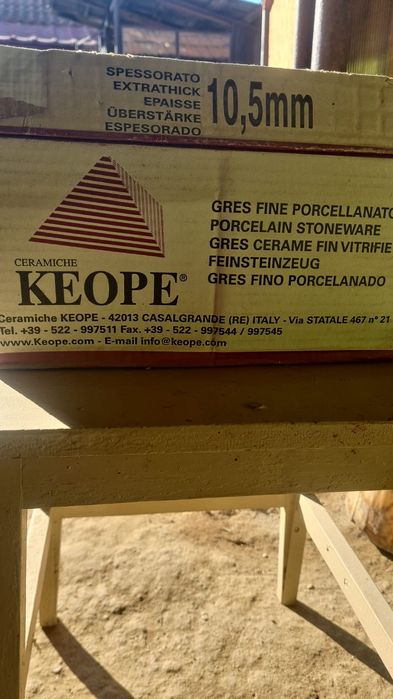 SPESSORATO
EXTRATHICK
EPAISSE
ÜBERSTÄRKE
ESPESORADO
10,5mm
GRES FINE PORCELLANATO
PORCELAIN STONEWARE
GRES CERAME FIN VITRIFIE
FEINSTEINZEUG
GRES FINO PORCELANADO
CERAMICHE
KEOPE®
Ceramiche KEOPE - 42013 CASALGRANDE (RE) ITALY - Via STATALE 467 n° 21
Tel. +39 - 522 - 997511 Fax. +39 - 522 - 997544 / 997545
www.Keope.com - E-mail info@keope.com